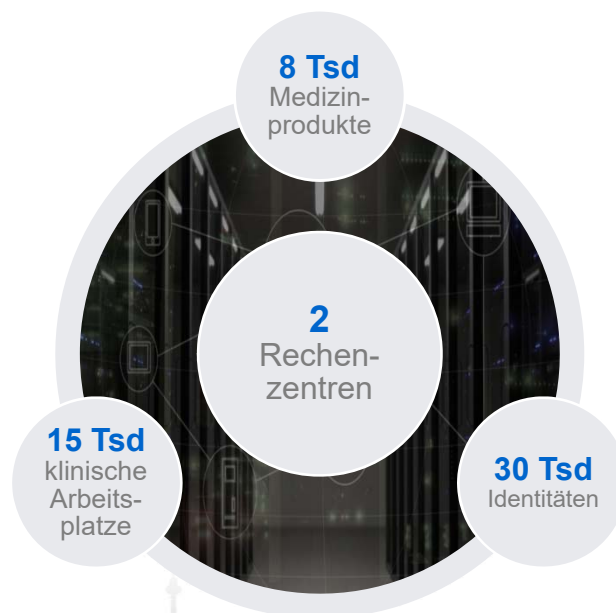 8 Tsd
Medizin-
produkte
2
Rechen-
zentren
15 Tsd
klinische
Arbeits-
platze
30 Tsd
Identitäten